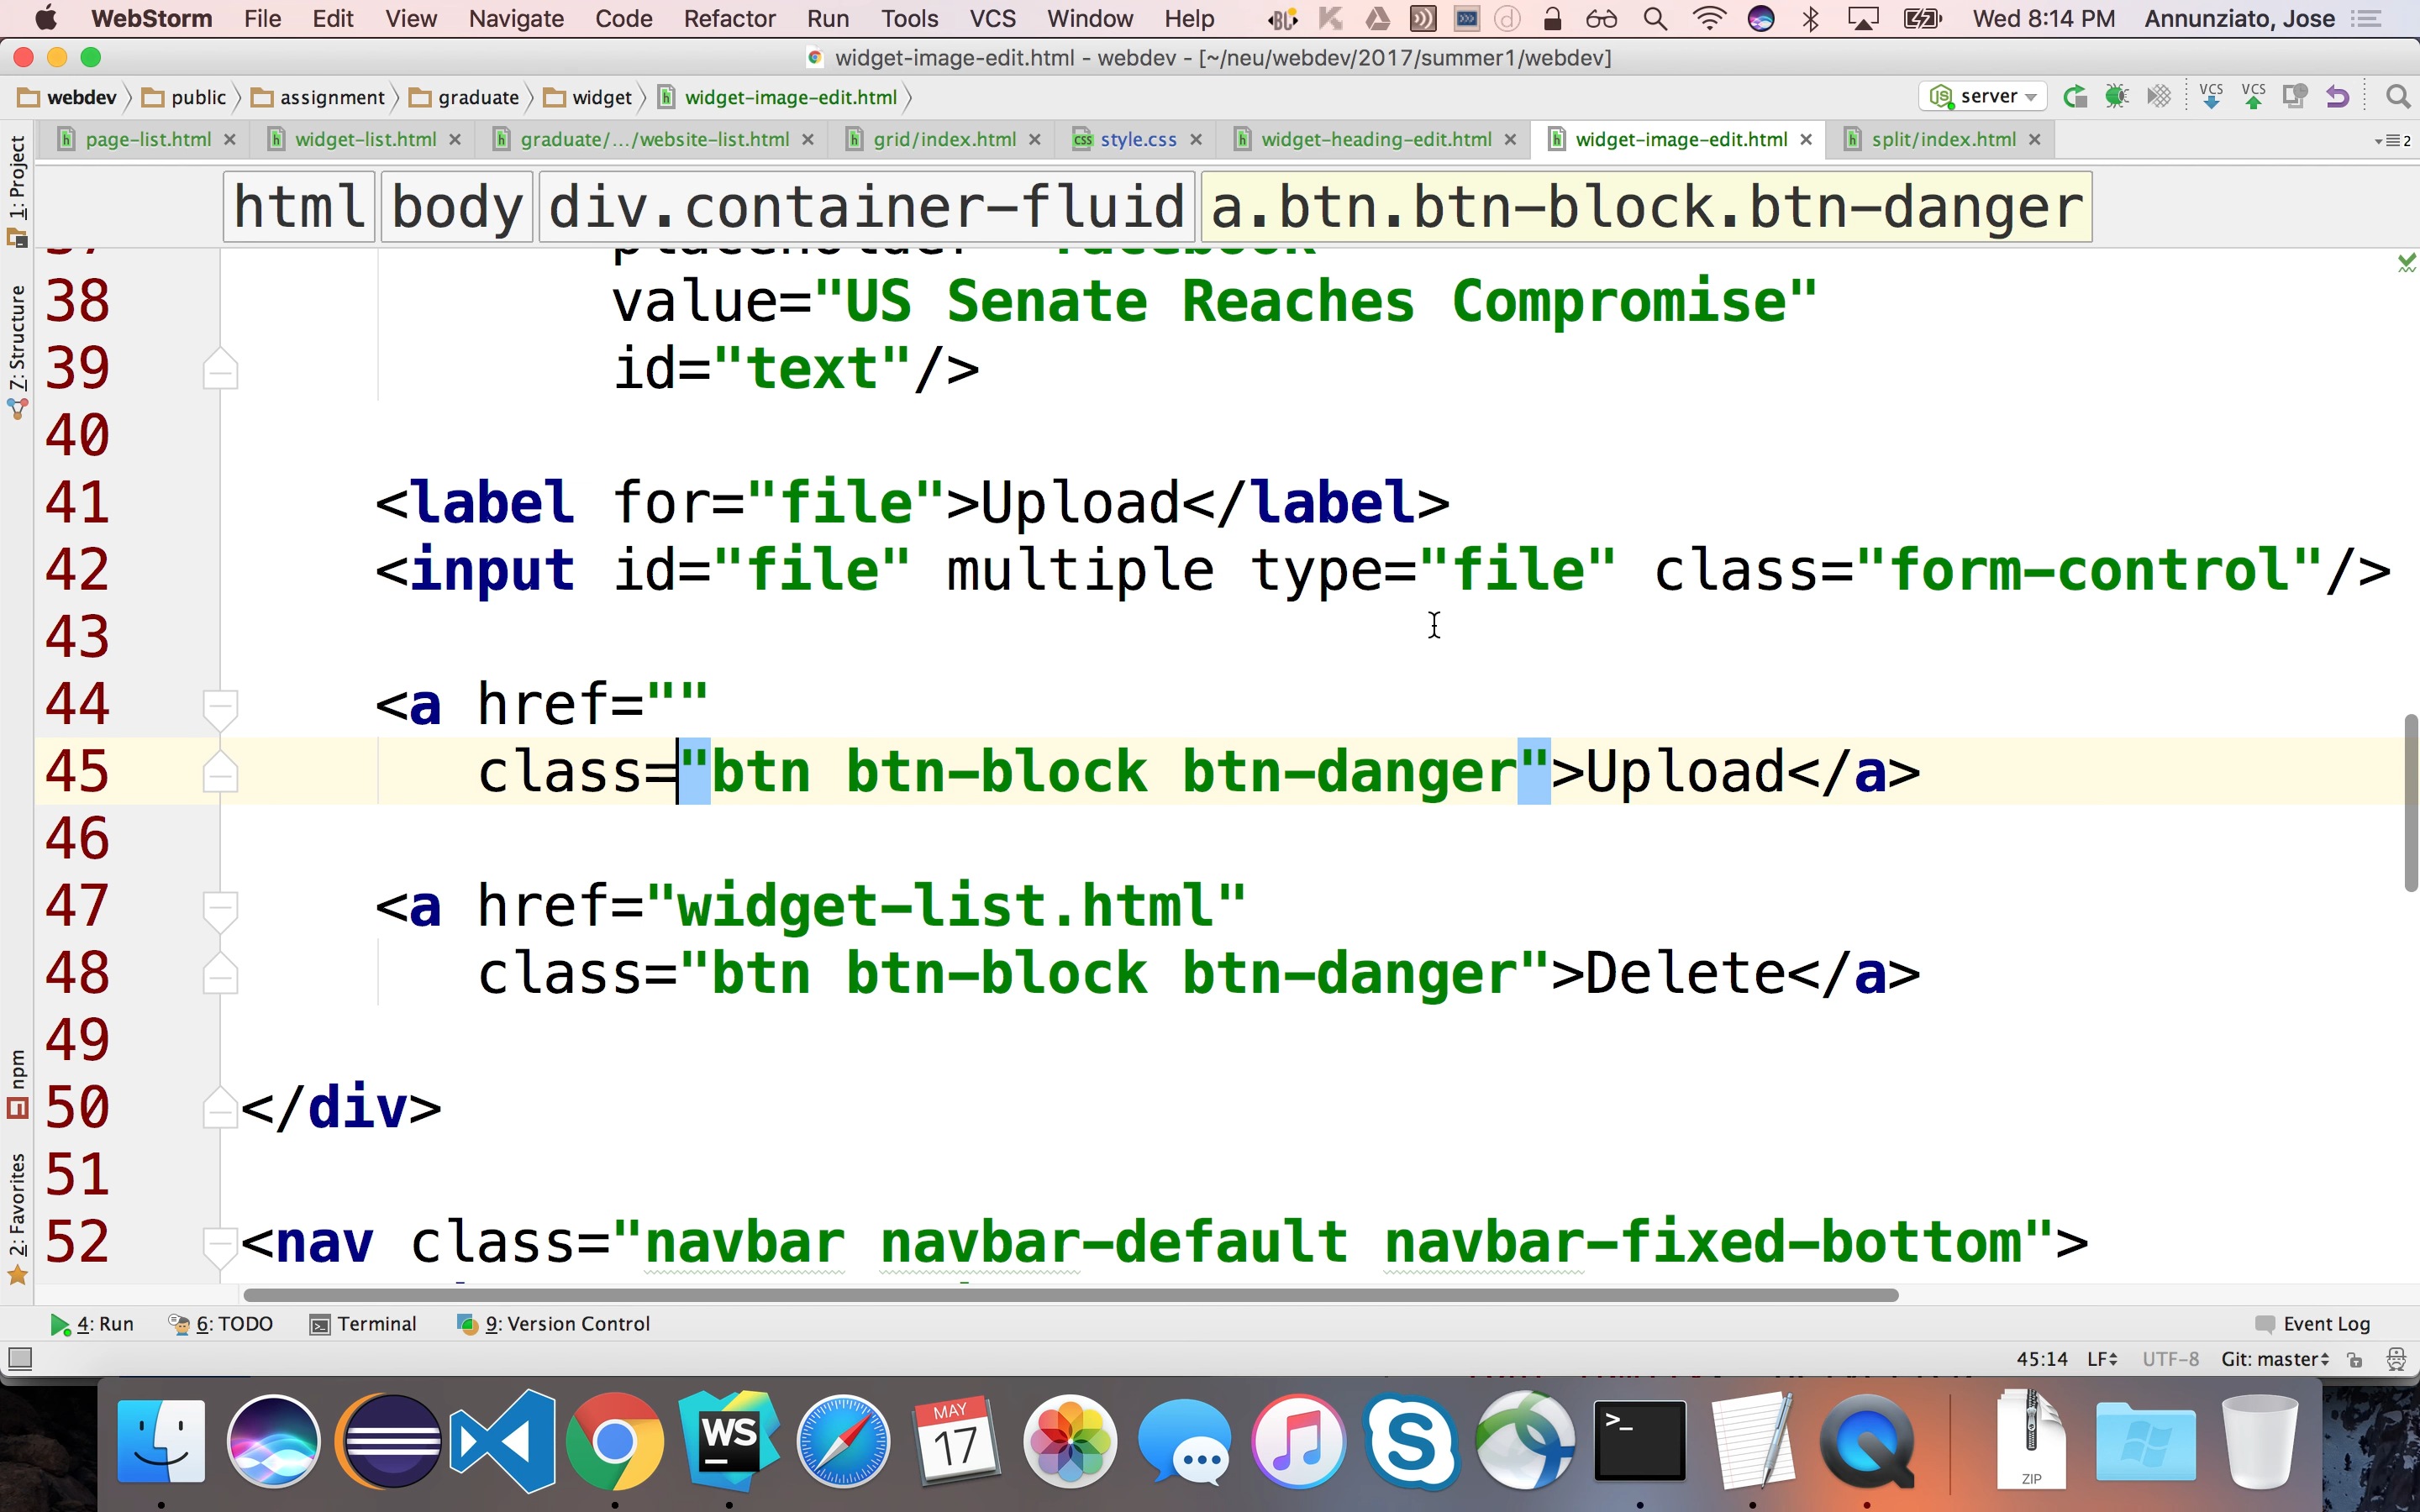 WebStorm File Edit View Navigate Code Refactor Run Tools VCS Window Help Wed 8:14 PM Annunziato, Jose
widget-image-edit.html - webdev - [~/neu/webdev/2017/summer1/webdev]
webdev public assignment graduate widget widget-image-edit.html server VCS VCS
page-list.html widget-list.html graduate/.../website-list.html grid/index.html style.css widget-heading-edit.html widget-image-edit.html split/index.html 2
1: Project
7: Structure
npm
2: Favorites
html body div.container-fluid a.btn.btn-block.btn-danger
38 value="US Senate Reaches Compromise"
39 id="text"/>
40
41 <label for="file">Upload</label>
42 <input id="file" multiple type="file" class="form-control"/>
43
44 <a href=""
45 class="btn btn-block btn-danger">Upload</a>
46
47 <a href="widget-list.html"
48 class="btn btn-block btn-danger">Delete</a>
49
50 </div>
51
52 <nav class="navbar navbar-default navbar-fixed-bottom">
4: Run 6: TODO Terminal 9: Version Control Event Log
45:14 LF UTF-8 Git: master
WS
MAY
17
S
>_
ZIP